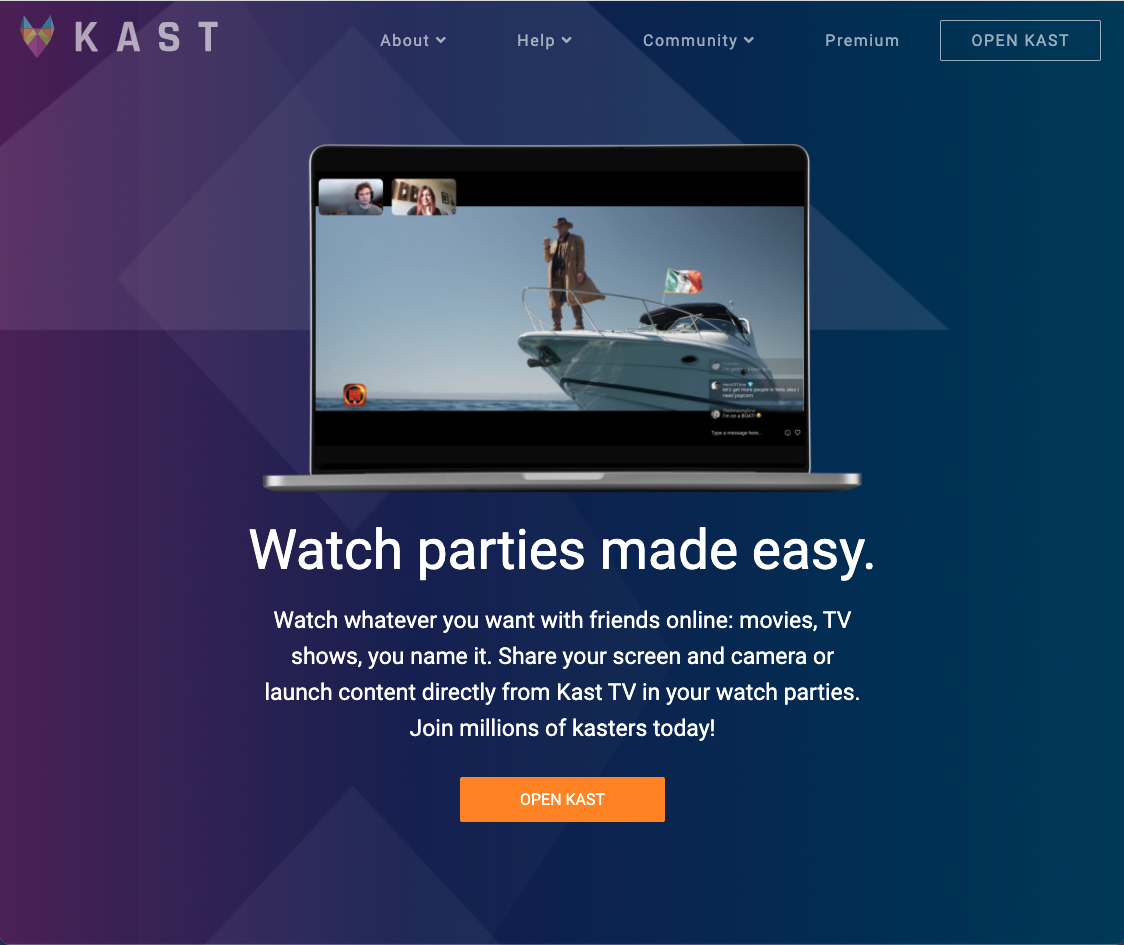 KAST
About
Help
Community
Premium
OPEN KAST
HeroOfTime
let's get more people in here, also I
need popcorn
I'm on a BOAT!
Type a message here...
Watch parties made easy.
Watch whatever you want with friends online: movies, TV
shows, you name it. Share your screen and camera or
launch content directly from Kast TV in your watch parties.
Join millions of kasters today!
OPEN KAST